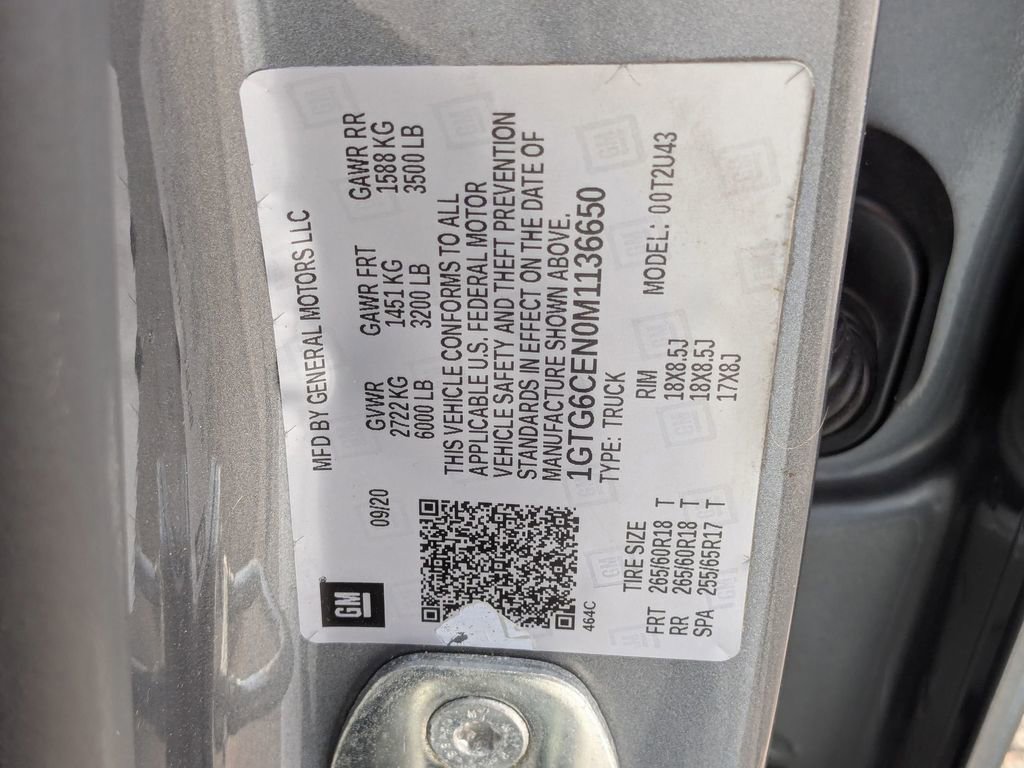 GM
09/20
MFD BY GENERAL MOTORS LLC
GVWR GAWR FRT GAWR RR
2722 KG 1451 KG 1588 KG
6000 LB 3200 LB 3500 LB
THIS VEHICLE CONFORMS TO ALL
APPLICABLE U.S. FEDERAL MOTOR
VEHICLE SAFETY AND THEFT PREVENTION
STANDARDS IN EFFECT ON THE DATE OF
MANUFACTURE SHOWN ABOVE.
1GTG6CEN0M1136650
464C
TYPE: TRUCK
TIRE SIZE RIM MODEL: 00T2U43
FRT 265/60R18 T 18X8.5J
RR 265/60R18 T 18X8.5J
SPA 255/65R17 T 17X8J